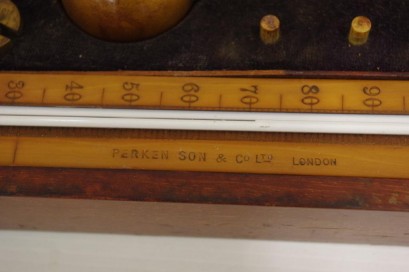 30 40 50 60 70 80 90
PERKEN SON & CO LTD LONDON